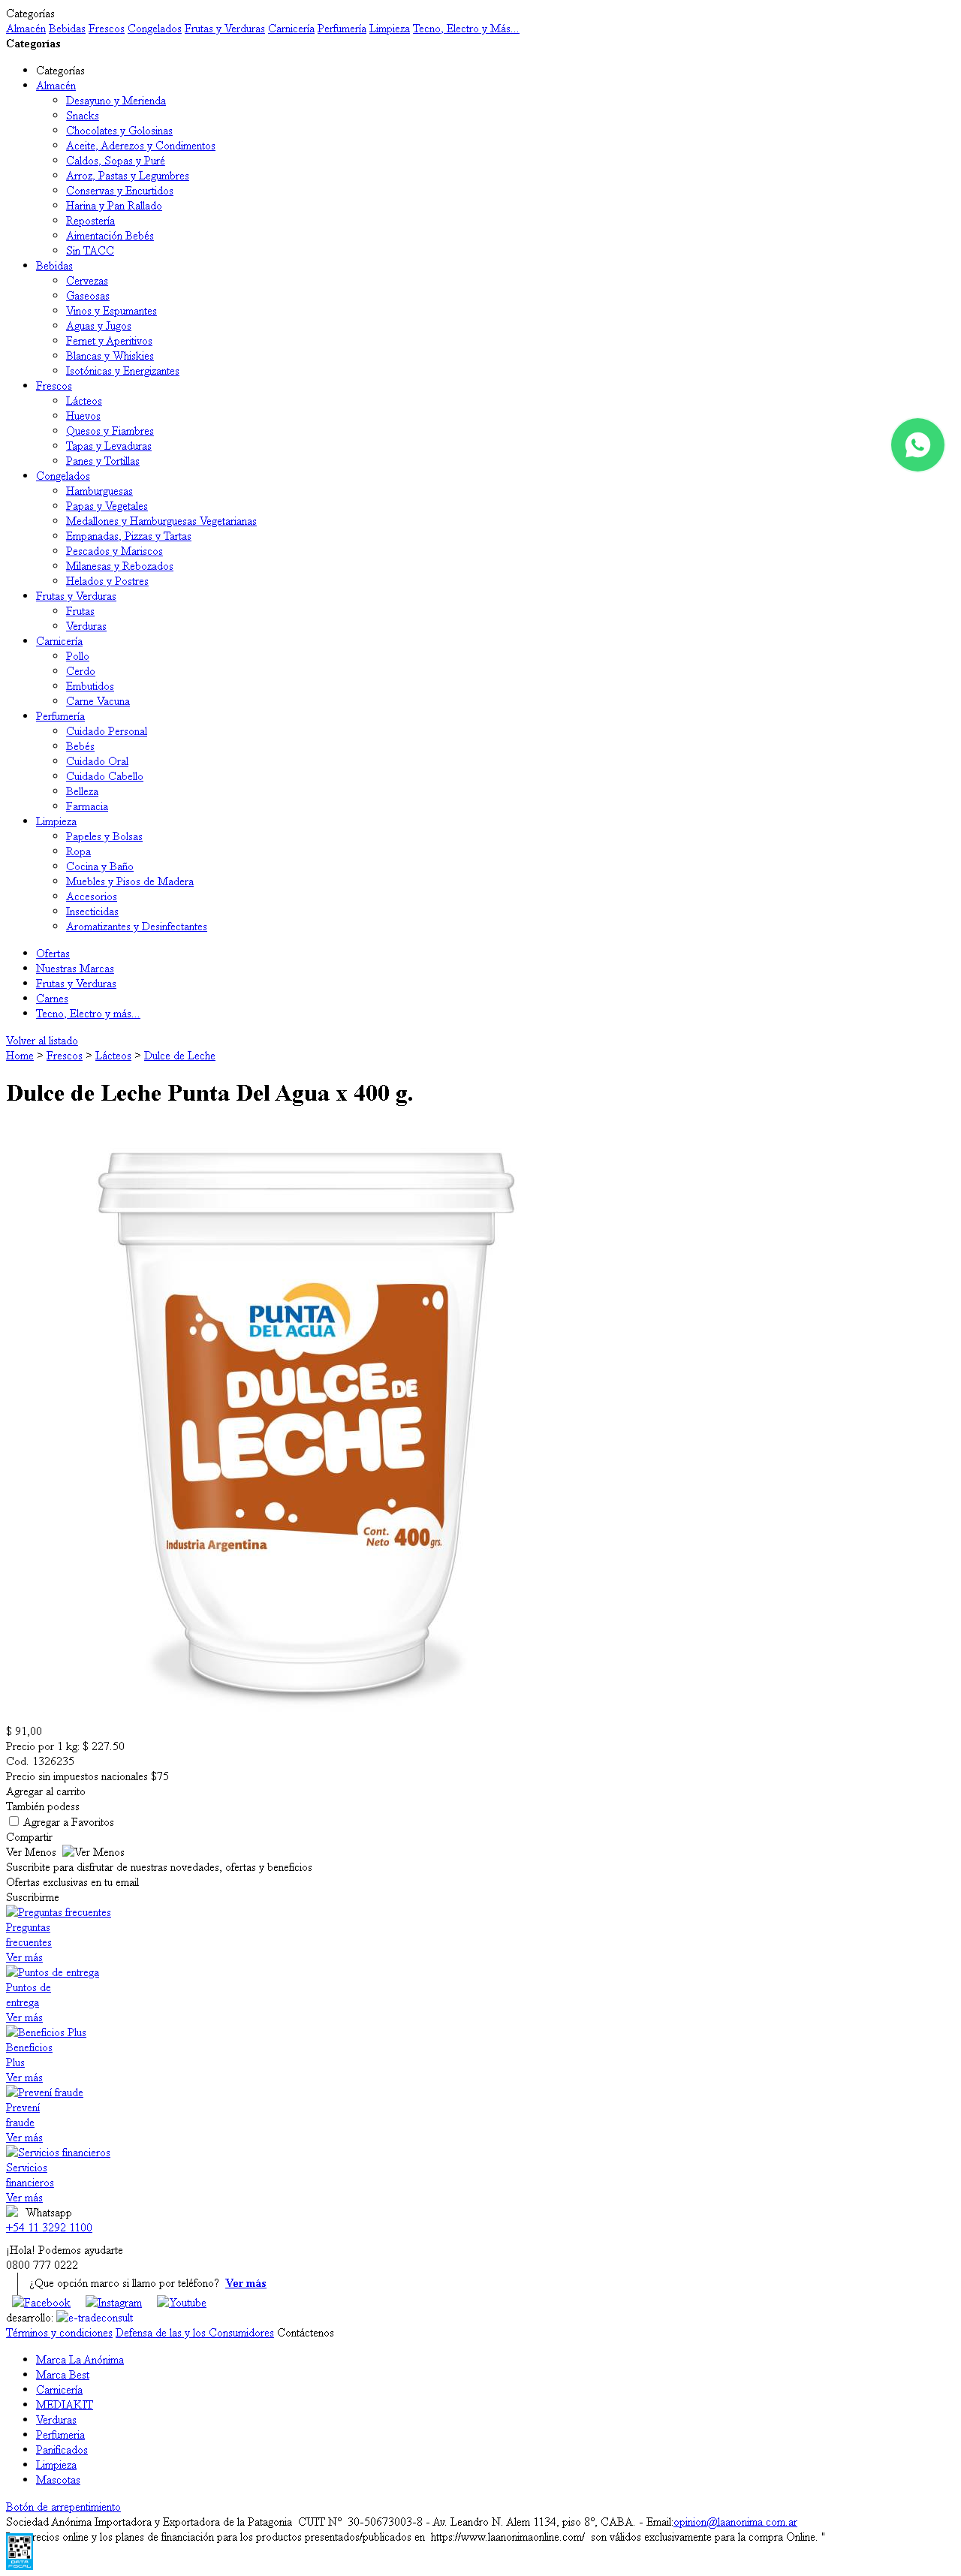 Categorías
Almacén Bebidas Frescos Congelados Frutas y Verduras Carnicería Perfumería Limpieza Tecno, Electro y Más...
Categorías
Categorías
Almacén
Desayuno y Merienda
Snacks
Chocolates y Golosinas
Aceite, Aderezos y Condimentos
Caldos, Sopas y Puré
Arroz, Pastas y Legumbres
Conservas y Encurtidos
Harina y Pan Rallado
Repostería
Aimentación Bebés
Sin TACC
Bebidas
Cervezas
Gaseosas
Vinos y Espumantes
Aguas y Jugos
Fernet y Aperitivos
Blancas y Whiskies
Isotónicas y Energizantes
Frescos
Lácteos
Huevos
Quesos y Fiambres
Tapas y Levaduras
Panes y Tortillas
Congelados
Hamburguesas
Papas y Vegetales
Medallones y Hamburguesas Vegetarianas
Empanadas, Pizzas y Tartas
Pescados y Mariscos
Milanesas y Rebozados
Helados y Postres
Frutas y Verduras
Frutas
Verduras
Carnicería
Pollo
Cerdo
Embutidos
Carne Vacuna
Perfumería
Cuidado Personal
Bebés
Cuidado Oral
Cuidado Cabello
Belleza
Farmacia
Limpieza
Papeles y Bolsas
Ropa
Cocina y Baño
Muebles y Pisos de Madera
Accesorios
Insecticidas
Aromatizantes y Desinfectantes
Ofertas
Nuestras Marcas
Frutas y Verduras
Carnes
Tecno, Electro y más...
Volver al listado
Home > Frescos > Lácteos > Dulce de Leche
Dulce de Leche Punta Del Agua x 400 g.
PUNTA
DEL AGUA
DULCE DE
LECHE
Industria Argentina
Cont.
Neto 400grs.
$ 91,00
Precio por 1 kg: $ 227.50
Cod. 1326235
Precio sin impuestos nacionales $75
Agregar al carrito
También podess
Agregar a Favoritos
Compartir
Ver Menos Ver Menos
Suscribite para disfrutar de nuestras novedades, ofertas y beneficios
Ofertas exclusivas en tu email
Suscribirme
Preguntas frecuentes
Preguntas
frecuentes
Ver más
Puntos de entrega
Puntos de
entrega
Ver más
Beneficios Plus
Beneficios
Plus
Ver más
Prevení fraude
Prevení
fraude
Ver más
Servicios financieros
Servicios
financieros
Ver más
Whatsapp
+54 11 3292 1100
¡Hola! Podemos ayudarte
0800 777 0222
¿Que opción marco si llamo por teléfono? Ver más
Facebook Instagram Youtube
desarrollo: e-tradeconsult
Términos y condiciones Defensa de las y los Consumidores Contáctenos
Marca La Anónima
Marca Best
Carnicería
MEDIAKIT
Verduras
Perfumeria
Panificados
Limpieza
Mascotas
Botón de arrepentimiento
Sociedad Anónima Importadora y Exportadora de la Patagonia CUIT Nº 30-50673003-8 - Av. Leandro N. Alem 1134, piso 8º, CABA. - Email:opinion@laanonima.com.ar
online y los planes de financiación para los productos presentados/publicados en https://www.laanonimaonline.com/ son válidos exclusivamente para la compra Online. "
DATA
FISCAL